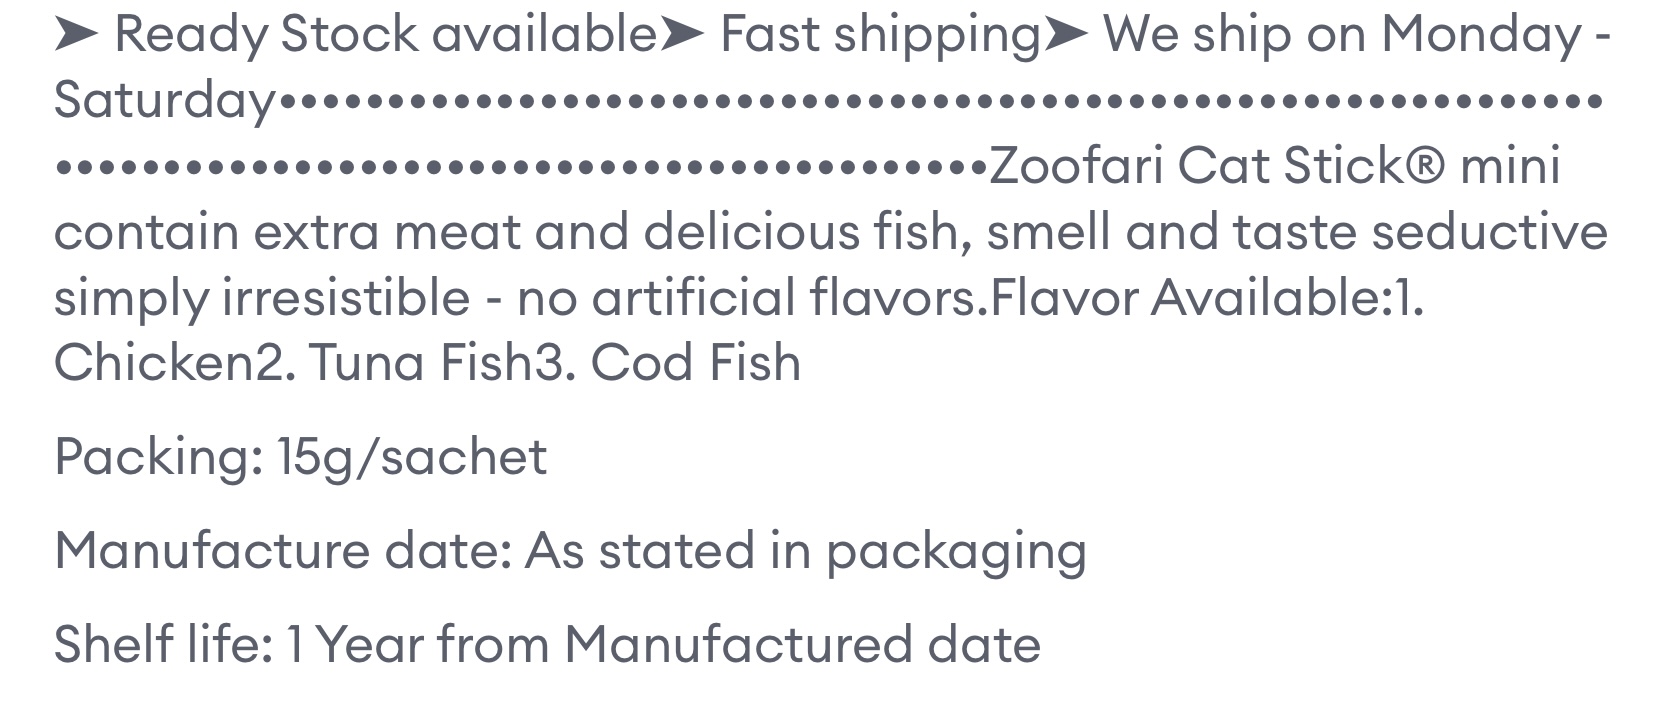 ➤ Ready Stock available➤ Fast shipping➤ We ship on Monday -
Saturday•••••••••••••••••••••••••••••••••••••••••••••••••••••••••••••
•••••••••••••••••••••••••••••••••••••••••••Zoofari Cat Stick® mini
contain extra meat and delicious fish, smell and taste seductive
simply irresistible - no artificial flavors.Flavor Available:1.
Chicken2. Tuna Fish3. Cod Fish
Packing: 15g/sachet
Manufacture date: As stated in packaging
Shelf life: 1 Year from Manufactured date